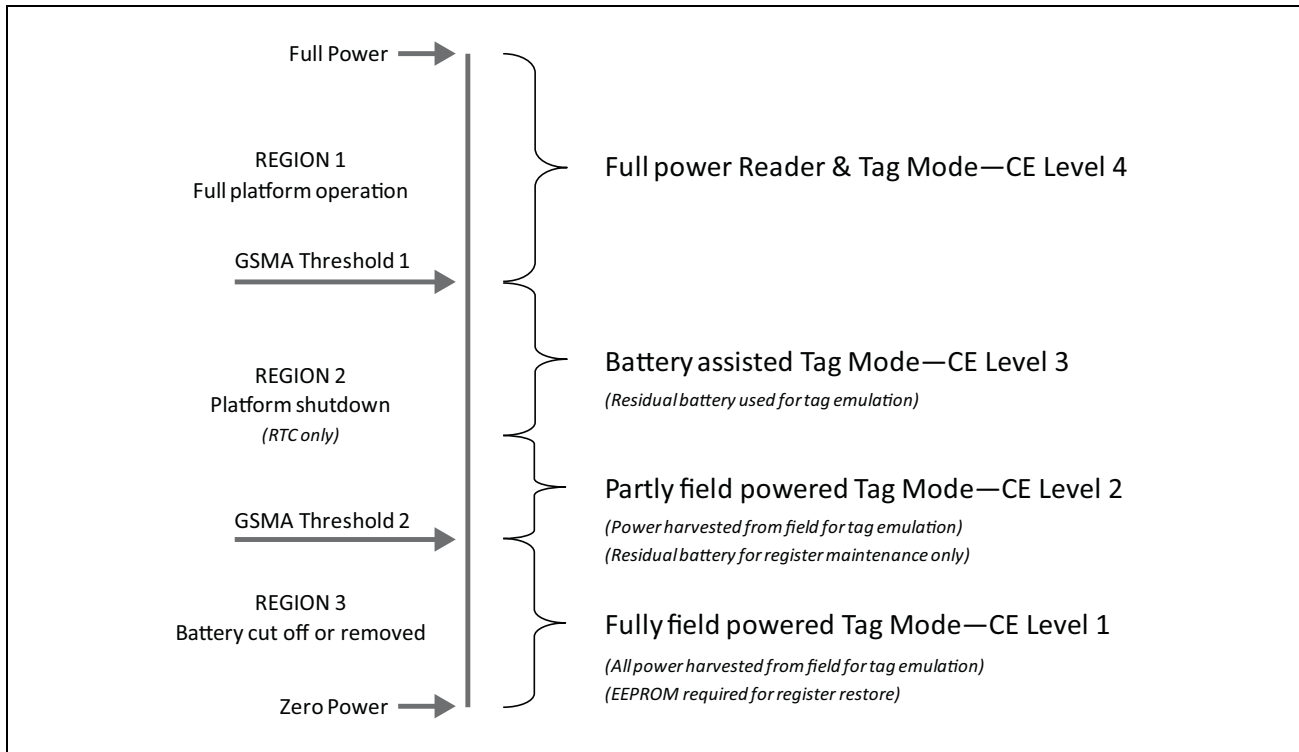 Full Power
REGION 1
Full platform operation
Full power Reader & Tag Mode—CE Level 4
GSMA Threshold 1
Battery assisted Tag Mode—CE Level 3
(Residual battery used for tag emulation)
REGION 2
Platform shutdown
(RTC only)
Partly field powered Tag Mode—CE Level 2
(Power harvested from field for tag emulation)
(Residual battery for register maintenance only)
GSMA Threshold 2
REGION 3
Battery cut off or removed
Fully field powered Tag Mode—CE Level 1
(All power harvested from field for tag emulation)
(EEPROM required for register restore)
Zero Power